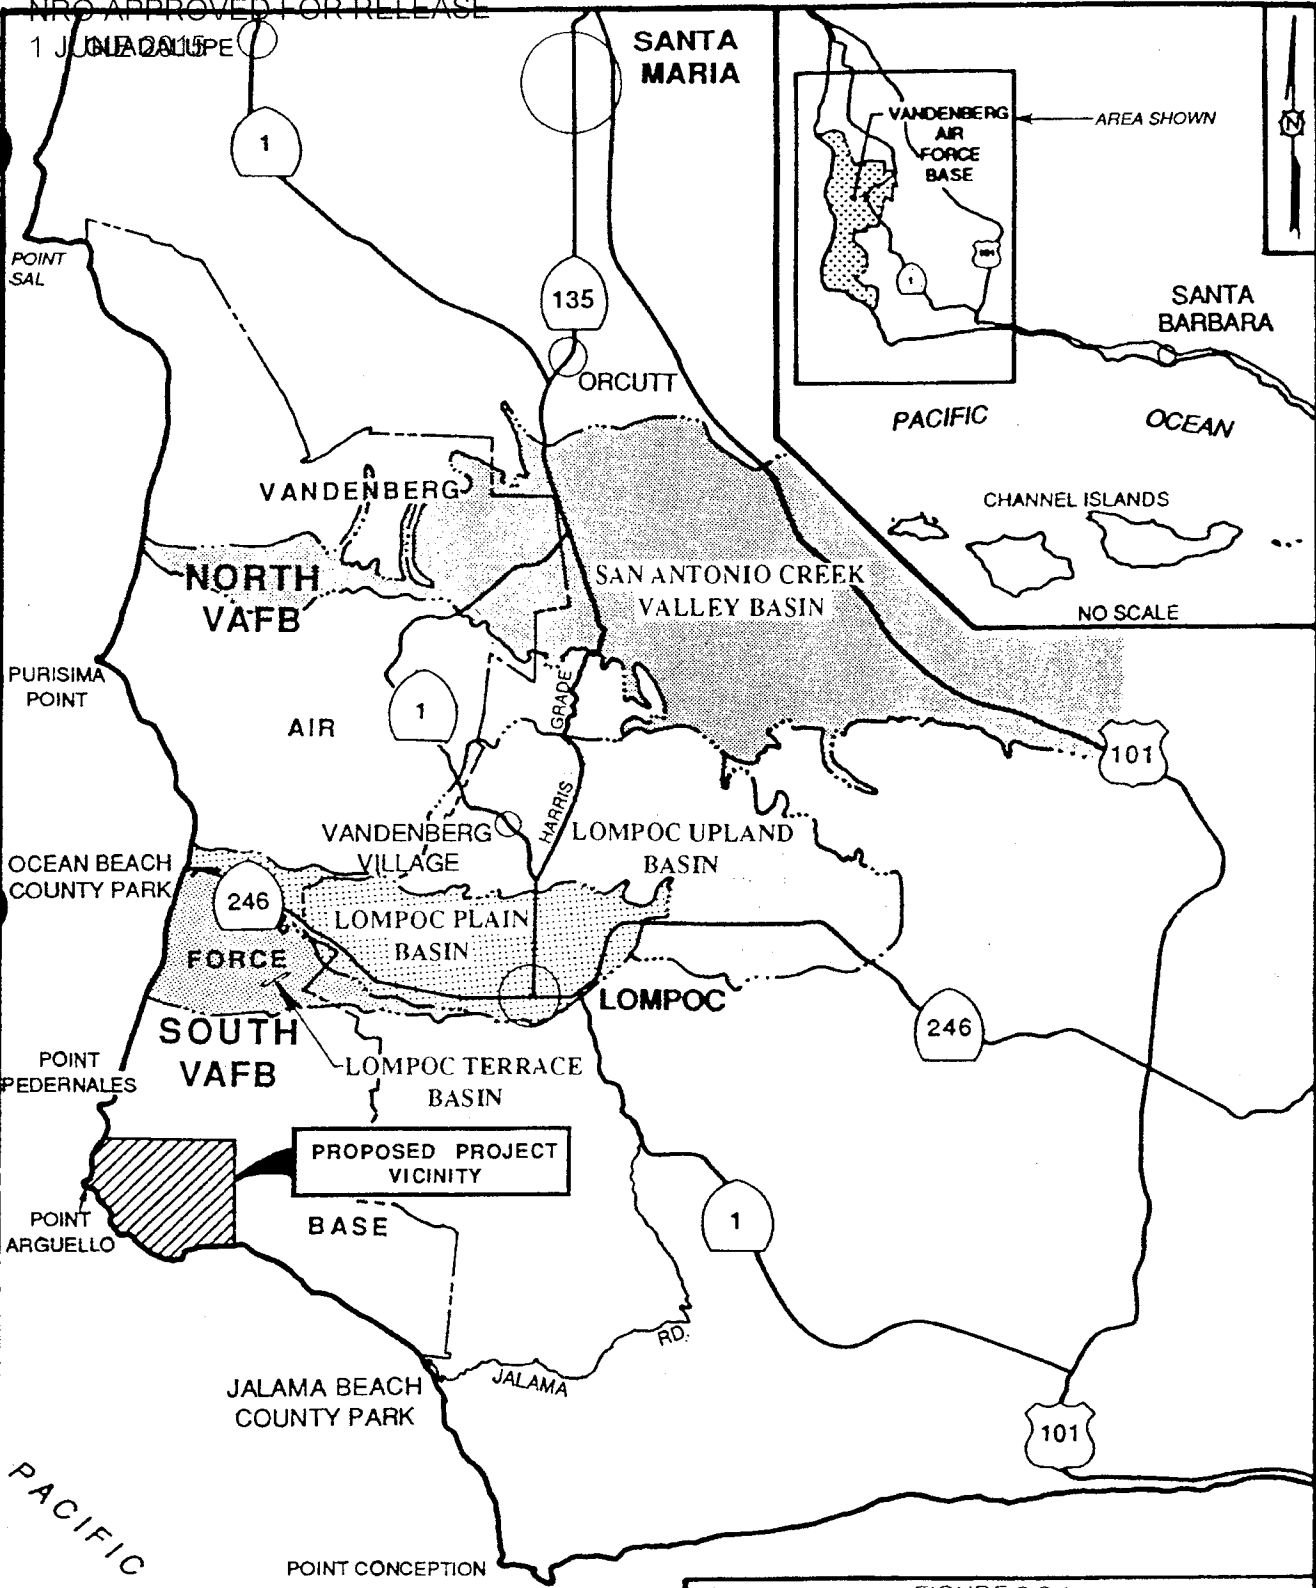 NRO APPROVED FOR RELEASE
1 JUNE 2015
GUADALUPE
SANTA
MARIA
1
135
ORCUTT
POINT
SAL
VANDENBERG
AIR
FORCE
BASE
AREA SHOWN
N
101
1
SANTA
BARBARA
PACIFIC
OCEAN
CHANNEL ISLANDS
NO SCALE
VANDENBERG
NORTH
VAFB
SAN ANTONIO CREEK
VALLEY BASIN
PURISIMA
POINT
AIR
1
GRADE
HARRIS
101
VANDENBERG
VILLAGE
LOMPOC UPLAND
BASIN
OCEAN BEACH
COUNTY PARK
246
LOMPOC PLAIN
BASIN
FORCE
LOMPOC
SOUTH
VAFB
246
POINT
PEDERNALES
LOMPOC TERRACE
BASIN
PROPOSED PROJECT
VICINITY
POINT
ARGUELLO
BASE
1
RD.
JALAMA
JALAMA BEACH
COUNTY PARK
101
PACIFIC
POINT CONCEPTION